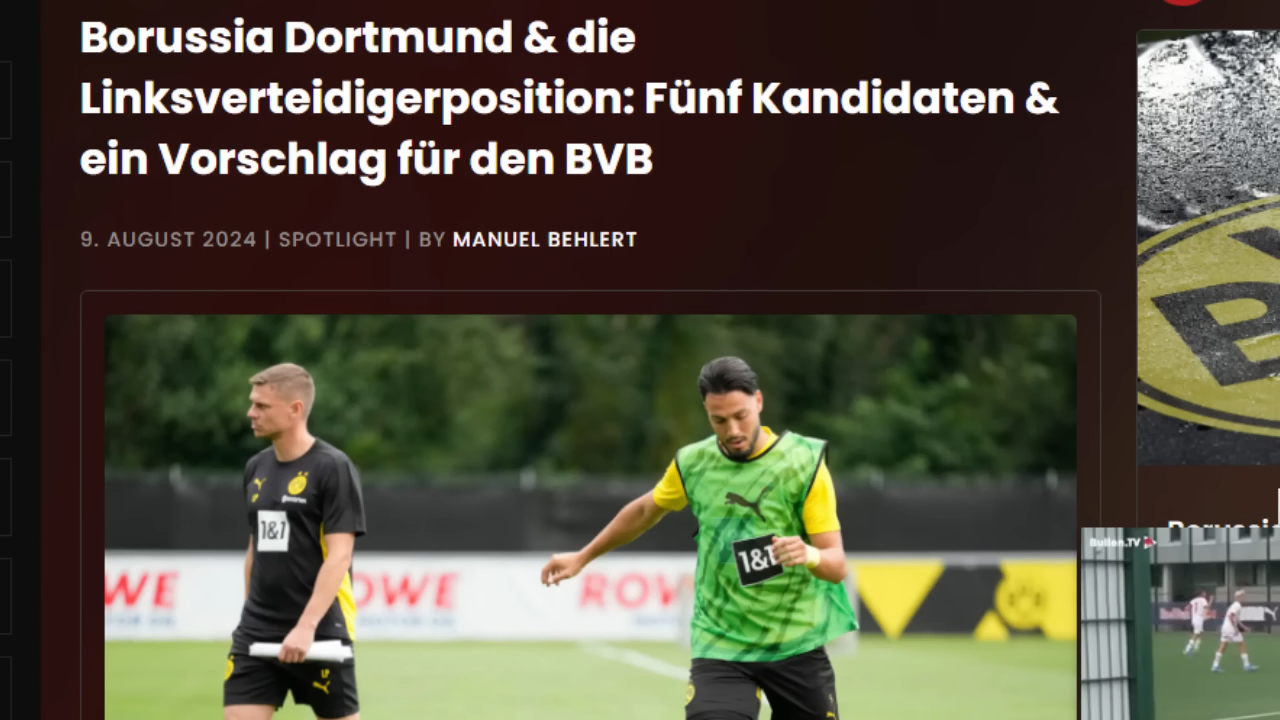 Borussia Dortmund & die
Linksverteidigerposition: Fünf Kandidaten &
ein Vorschlag für den BVB
9. AUGUST 2024 | SPOTLIGHT | BY MANUEL BEHLERT
1&1
1&1
ROWE
Bullen.TV